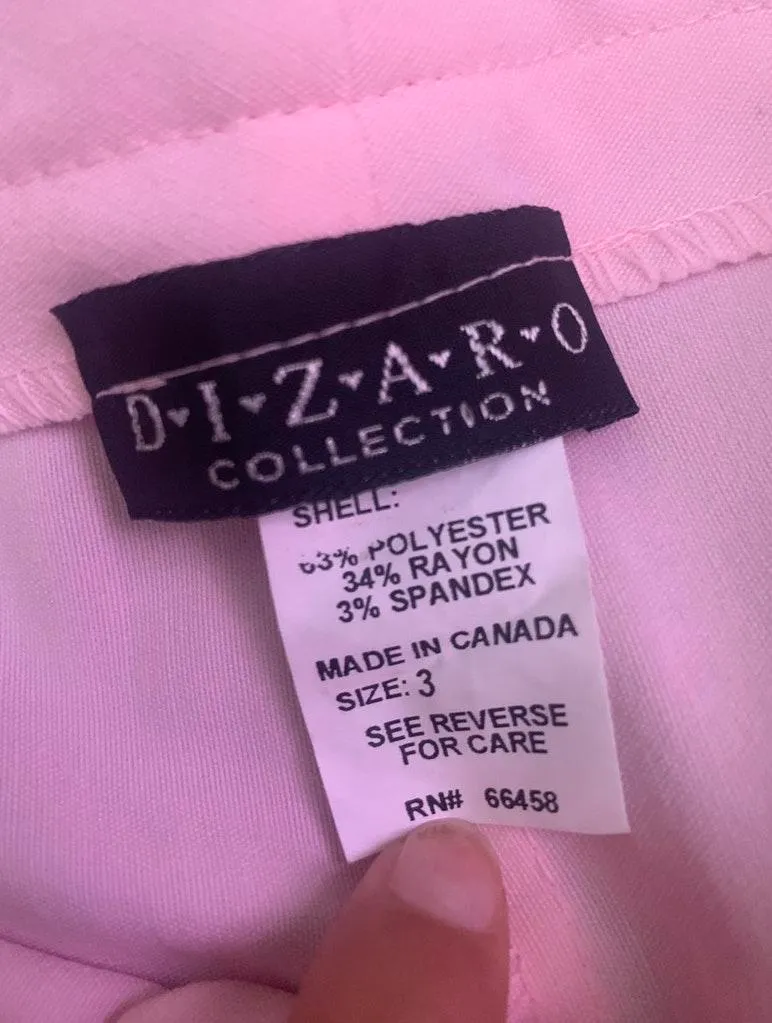 D♥I♥Z♥A♥R♥O
COLLECTION
SHELL:
63% POLYESTER
34% RAYON
3% SPANDEX
MADE IN CANADA
SIZE: 3
SEE REVERSE
FOR CARE
RN# 66458